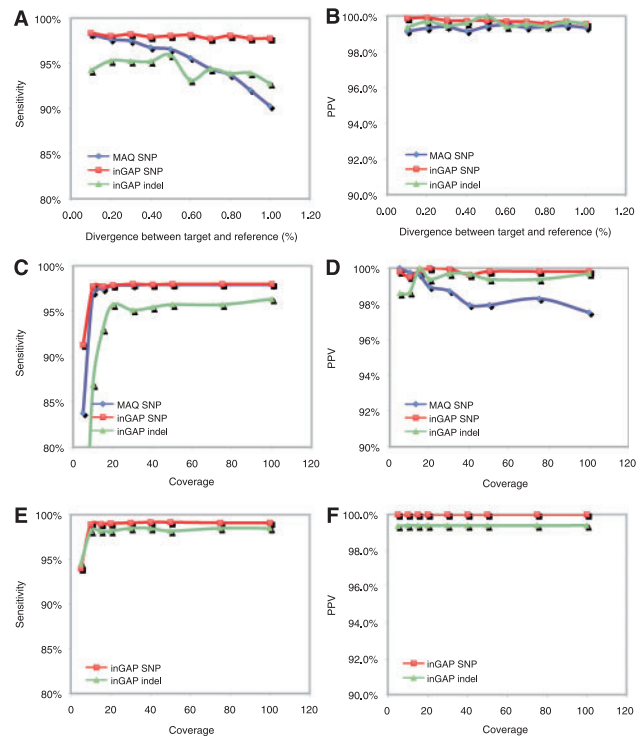 A
100%
95%
90%
85%
80%
Sensitivity
MAQ SNP
inGAP SNP
inGAP indel
0.00 0.20 0.40 0.60 0.80 1.00 1.20
Divergence between target and reference (%)
B
100.0%
98.0%
96.0%
94.0%
92.0%
90.0%
PPV
MAQ SNP
inGAP SNP
inGAP indel
0.00 0.20 0.40 0.60 0.80 1.00 1.20
Divergence between target and reference (%)
C
100%
95%
90%
85%
80%
Sensitivity
MAQ SNP
inGAP SNP
inGAP indel
0 20 40 60 80 100 120
Coverage
D
100%
98%
96%
94%
92%
90%
PPV
MAQ SNP
inGAP SNP
inGAP indel
0 20 40 60 80 100 120
Coverage
E
100%
95%
90%
85%
80%
Sensitivity
inGAP SNP
inGAP indel
0 20 40 60 80 100 120
Coverage
F
100.0%
98.0%
96.0%
94.0%
92.0%
90.0%
PPV
inGAP SNP
inGAP indel
0 20 40 60 80 100 120
Coverage